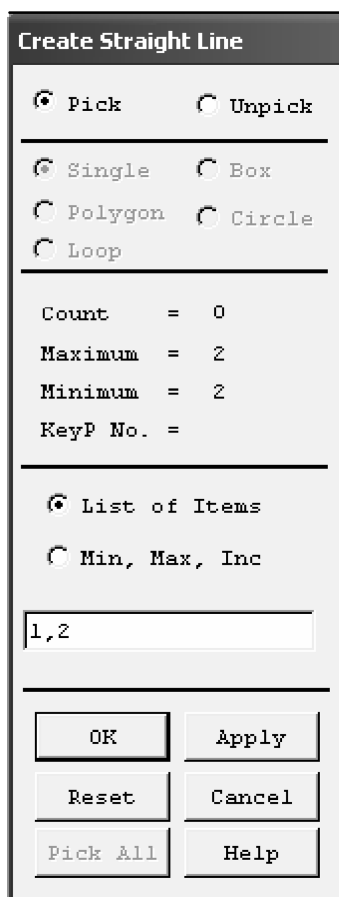 Create Straight Line
Pick Unpick
Single Box
Polygon Circle
Loop
Count = 0
Maximum = 2
Minimum = 2
KeyP No. =
List of Items
Min, Max, Inc
1,2
OK Apply
Reset Cancel
Pick All Help